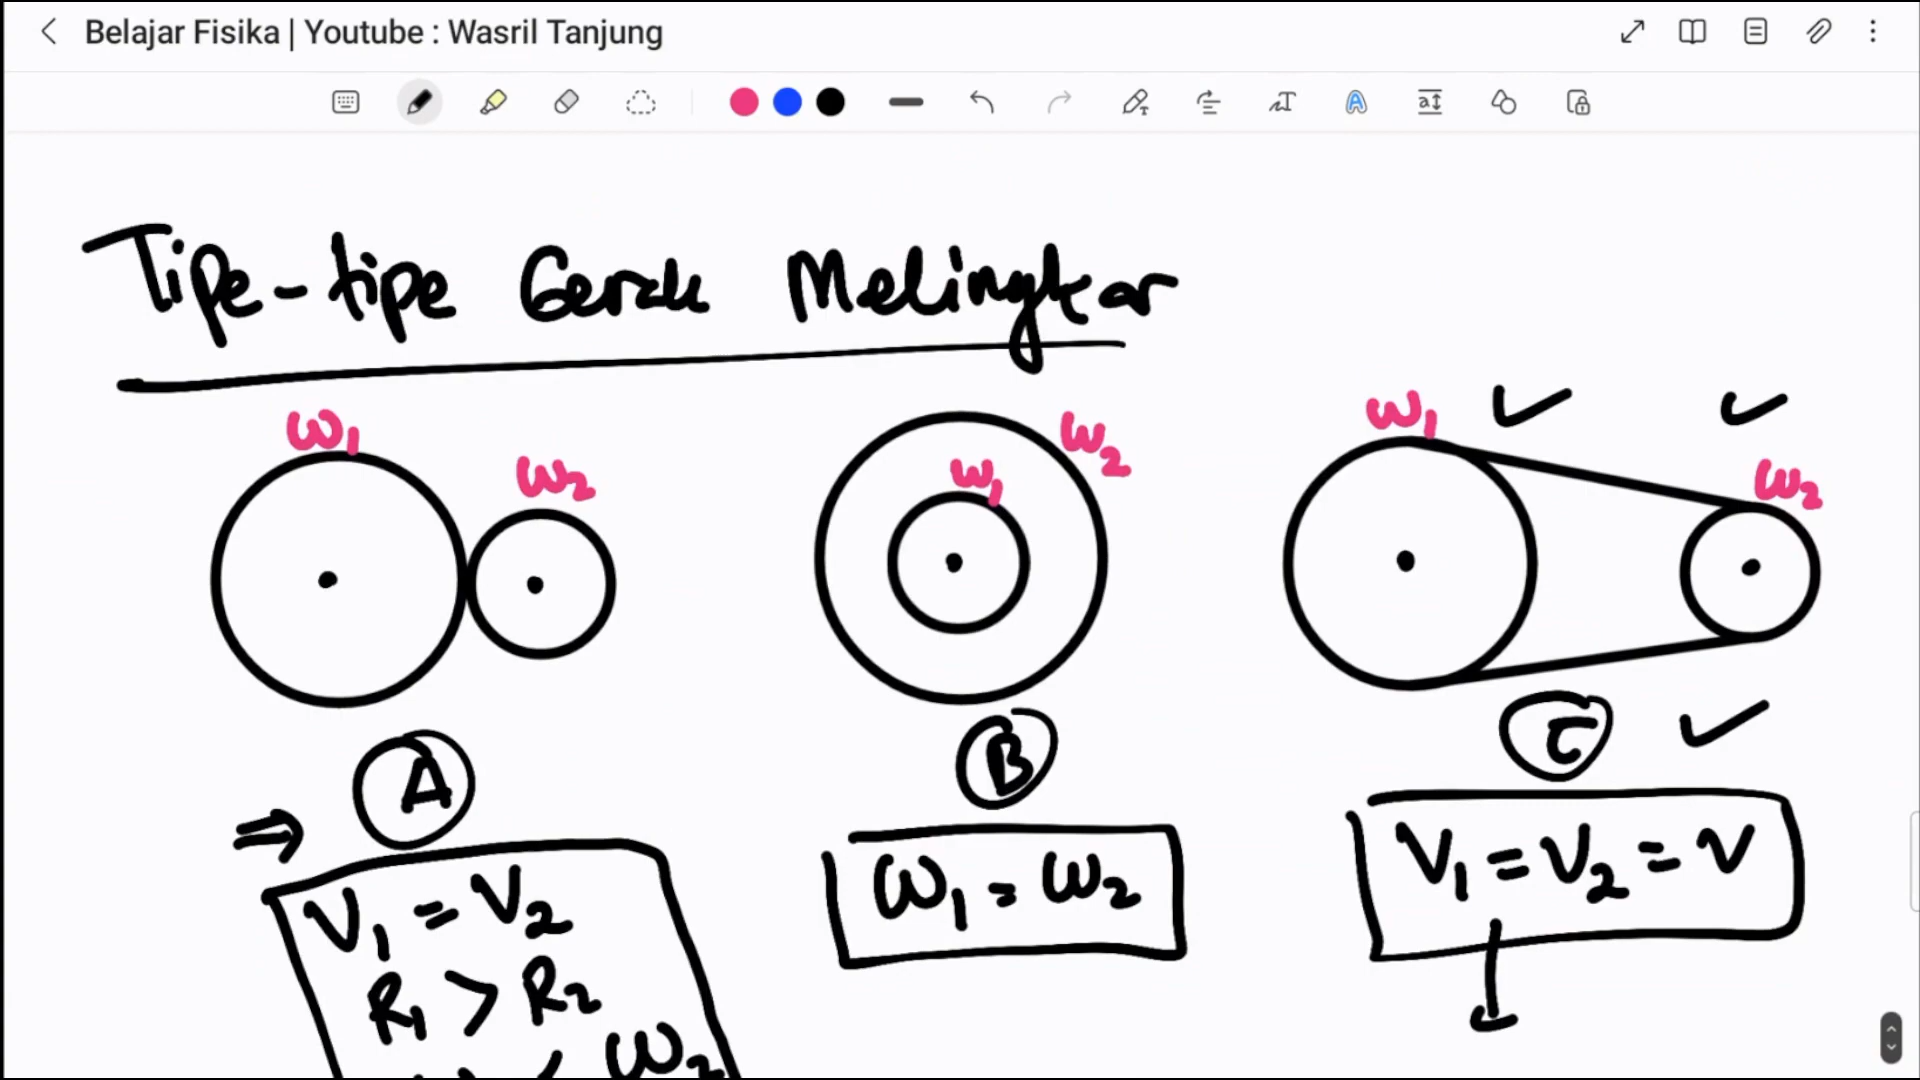 Belajar Fisika | Youtube : Wasril Tanjung
Tipe-tipe Gerak Melingkar
ω1
ω2
ω1
ω2
ω1
ω2
A
B
C
V1 = V2
R1 > R2
< ω2
ω1 = ω2
V1 = V2 = V